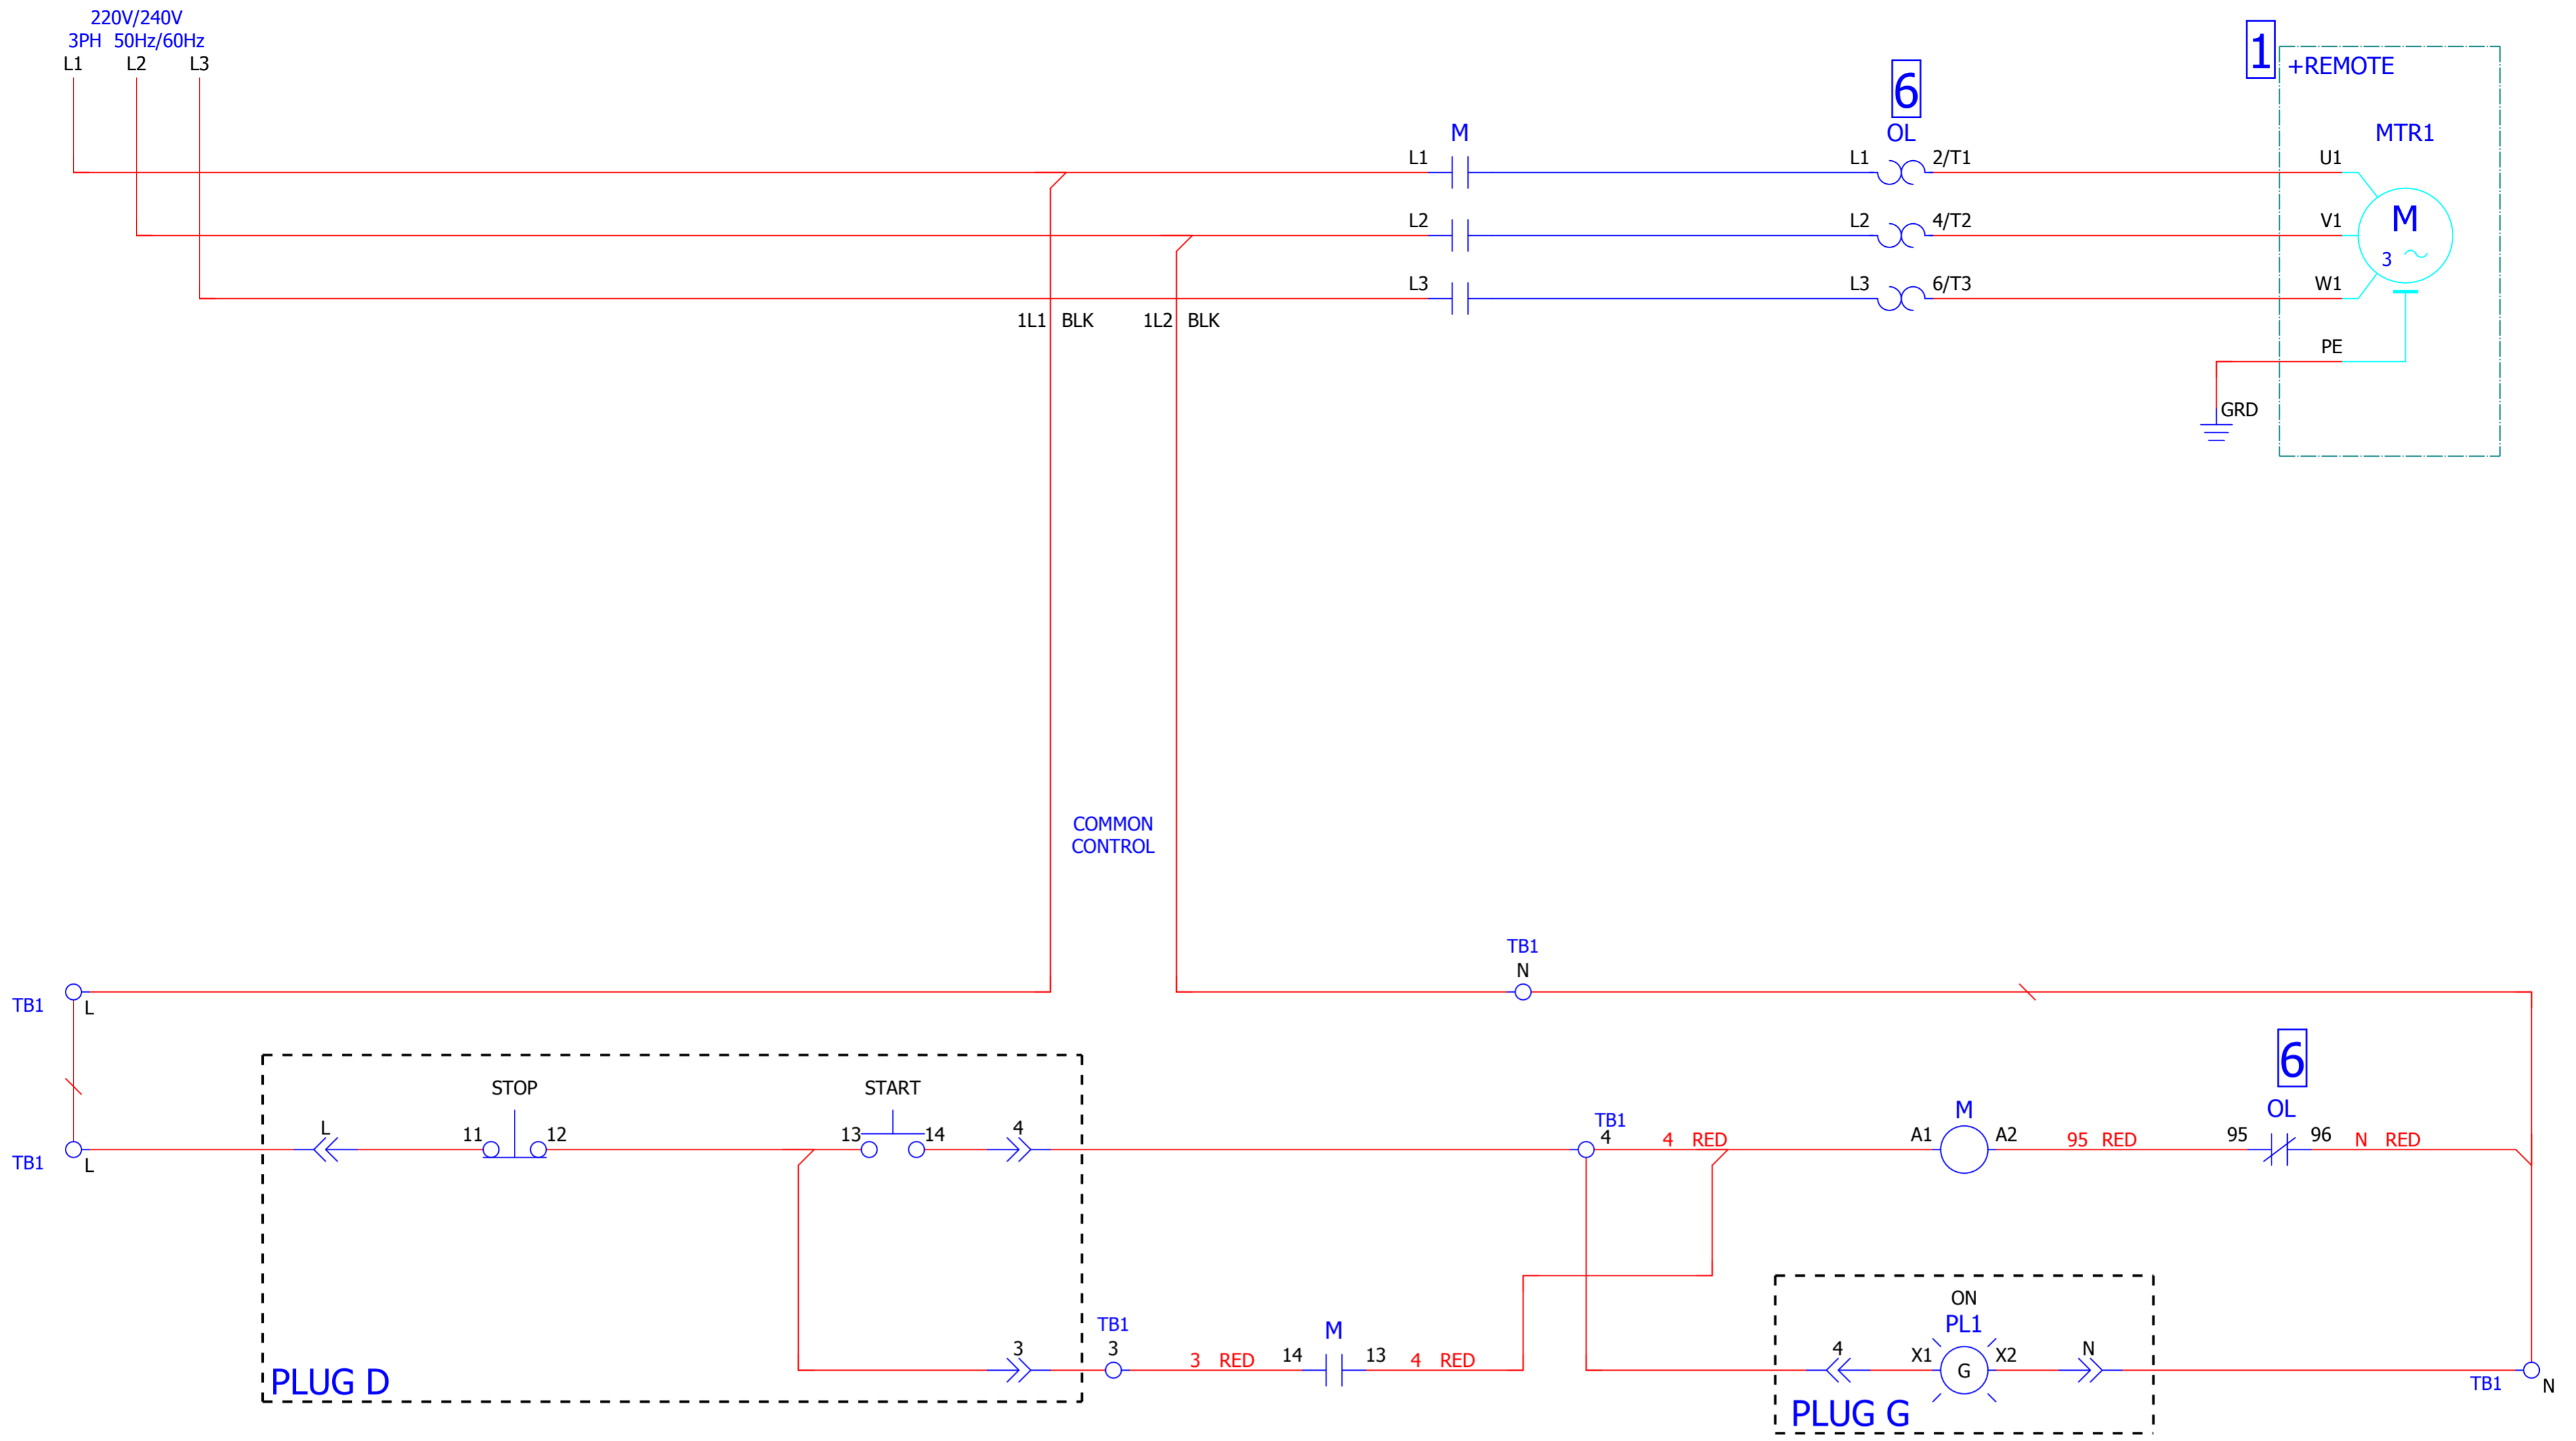 220V/240V
3PH 50Hz/60Hz
L1 L2 L3
1
+REMOTE
6
M OL MTR1
L1 L1 2/T1 U1
L2 L2 4/T2 V1 M
3
L3 L3 6/T3 W1
1L1 BLK 1L2 BLK
PE
GRD
COMMON
CONTROL
TB1
N
TB1 L
6
STOP START
TB1 M OL
L 11 12 13 14 4 4 4 RED A1 A2 95 RED 95 96 N RED
TB1 L
ON
TB1 M PL1
3 3 3 RED 14 13 4 RED 4 X1 G X2 N
PLUG D
TB1 N
PLUG G